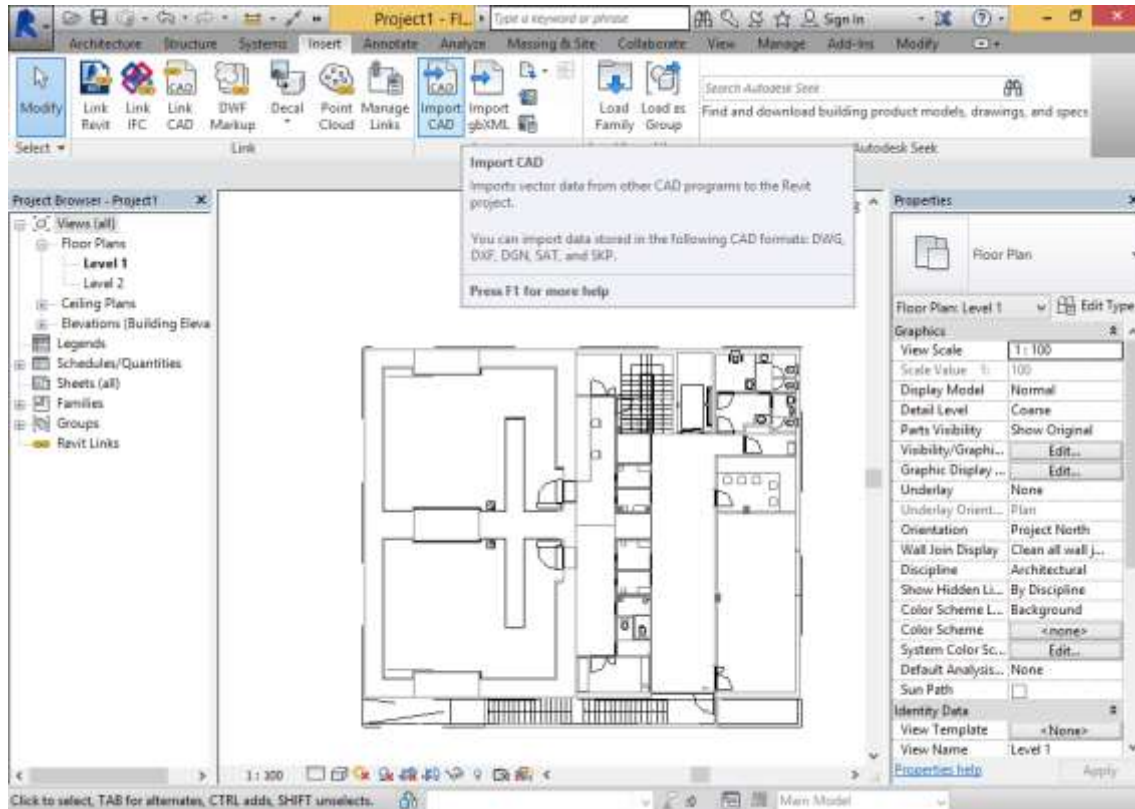 Project1 - Fl...
Type a keyword or phrase
Sign In
Architecture Structure Systems Insert Annotate Analyze Massing & Site Collaborate View Manage Add-Ins Modify
Modify
Link Revit
Link IFC
Link CAD
DWF Markup
Decal
Point Cloud
Manage Links
Import CAD
Import gbXML
Load Family
Load as Group
Search Autodesk Seek
Find and download building product models, drawings, and specs
Select
Link
Autodesk Seek
Import CAD
Imports vector data from other CAD programs to the Revit
project.
You can import data stored in the following CAD formats: DWG,
DXF, DGN, SAT, and SKP.
Press F1 for more help
Project Browser - Project1
Views (all)
Floor Plans
Level 1
Level 2
Ceiling Plans
Elevations (Building Eleva
Legends
Schedules/Quantities
Sheets (all)
Families
Groups
Revit Links
Properties
Floor Plan
Floor Plan: Level 1
Edit Type
Graphics
View Scale 1 : 100
Scale Value 1: 100
Display Model Normal
Detail Level Coarse
Parts Visibility Show Original
Visibility/Graphi... Edit...
Graphic Display ... Edit...
Underlay None
Underlay Orient... Plan
Orientation Project North
Wall Join Display Clean all wall j...
Discipline Architectural
Show Hidden Li... By Discipline
Color Scheme L... Background
Color Scheme <none>
System Color Sc... Edit...
Default Analysis... None
Sun Path
Identity Data
View Template <None>
View Name Level 1
Properties help
Apply
1 : 100
Click to select, TAB for alternates, CTRL adds, SHIFT unselects.
:0
Main Model